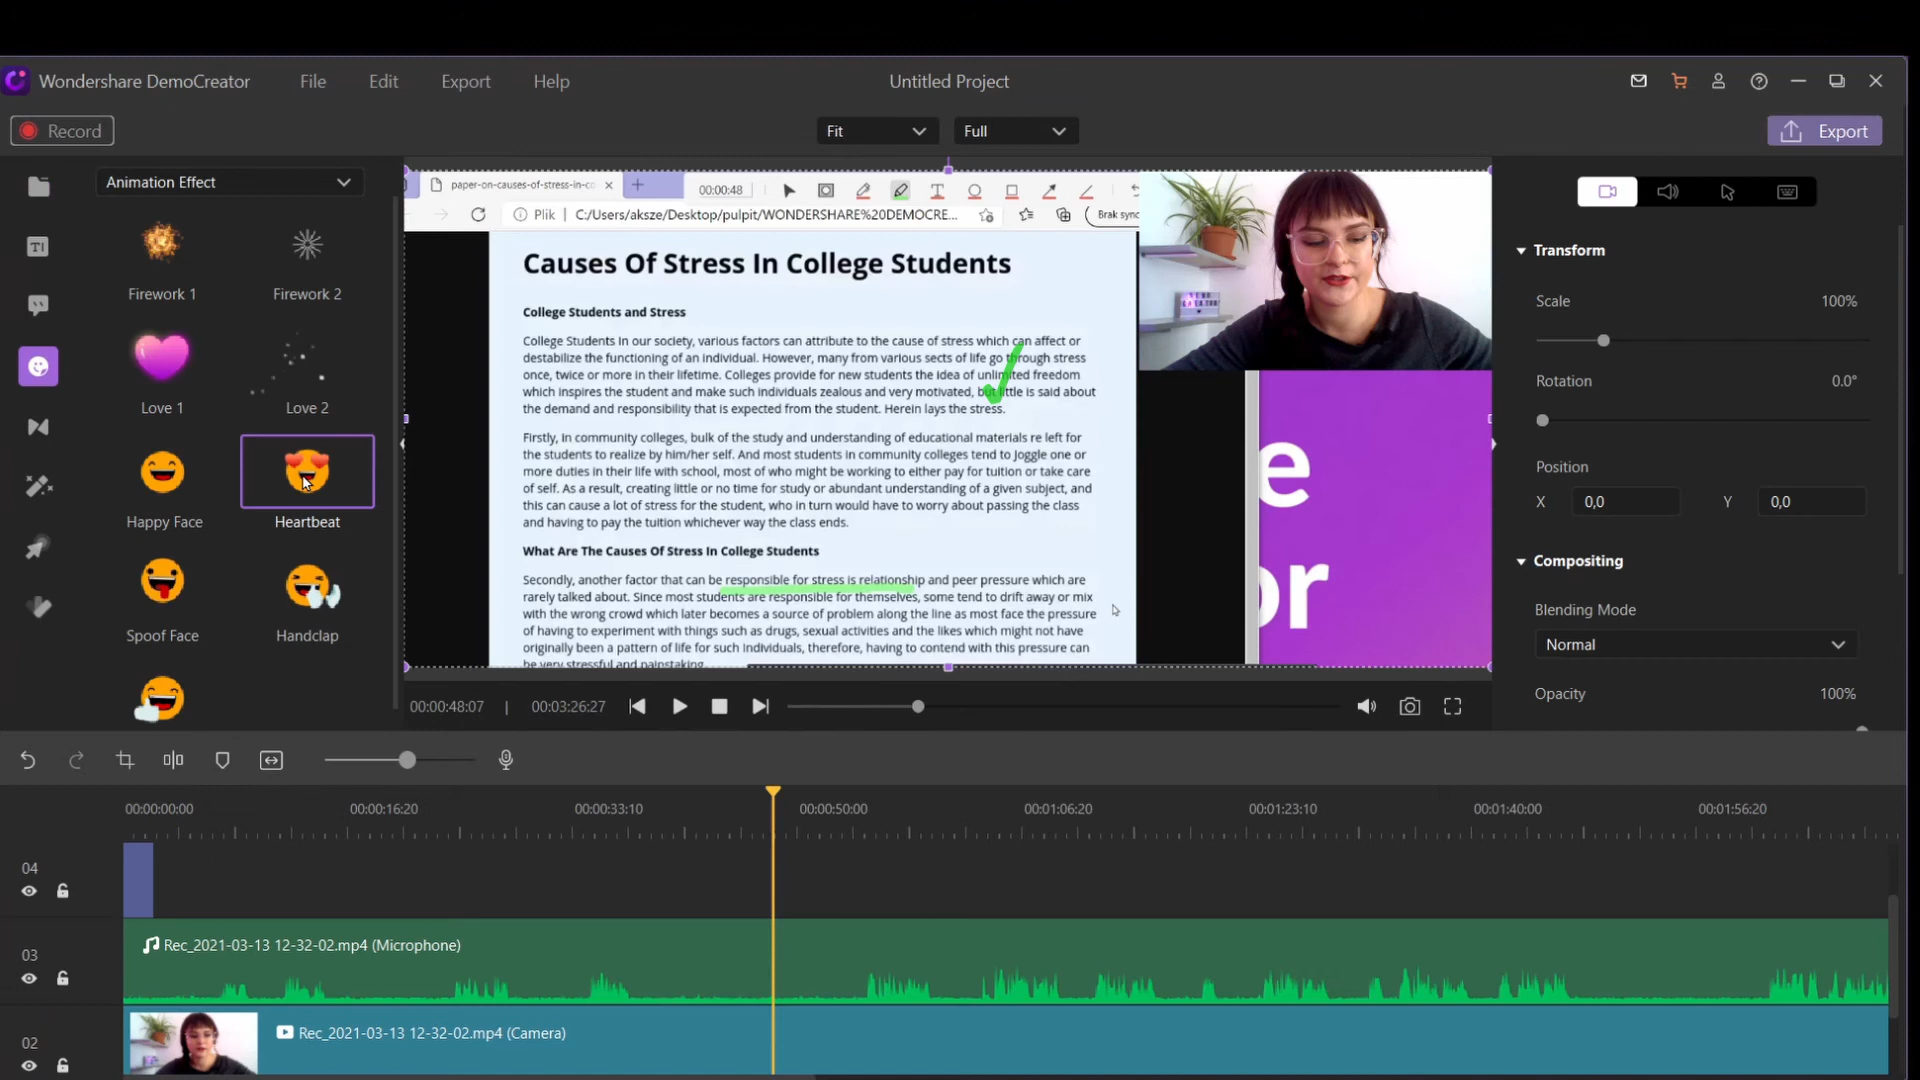 Wondershare DemoCreator File Edit Export Help Untitled Project
Record Fit Full Export
Animation Effect
Firework 1 Firework 2
Love 1 Love 2
Happy Face Heartbeat
Spoof Face Handclap
paper-on-causes-of-stress-in-co 00:00:48
Plik C:/Users/aksze/Desktop/pulpit/WONDERSHARE%20DEMOCRE... Brak sync
Causes Of Stress In College Students
College Students and Stress
College Students in our society, various factors can attribute to the cause of stress which can affect or
destabilize the functioning of an individual. However, many from various sects of life go through stress
once, twice or more in their lifetime. Colleges provide for new students the idea of unlimited freedom
which inspires the student and make such individuals zealous and very motivated, but little is said about
the demand and responsibility that is expected from the student. Herein lays the stress.
Firstly, in community colleges, bulk of the study and understanding of educational materials re left for
the students to realize by him/her self. And most students in community colleges tend to Joggle one or
more duties in their life with school, most of who might be working to either pay for tuition or take care
of self. As a result, creating little or no time for study or abundant understanding of a given subject, and
this can cause a lot of stress for the student, who in turn would have to worry about passing the class
and having to pay the tuition whichever way the class ends.
What Are The Causes Of Stress In College Students
Secondly, another factor that can be responsible for stress is relationship and peer pressure which are
rarely talked about. Since most students are responsible for themselves, some tend to drift away or mix
with the wrong crowd which later becomes a source of problem along the line as most face the pressure
of having to experiment with things such as drugs, sexual activities and the likes which might not have
originally been a pattern of life for such individuals, therefore, having to contend with this pressure can
be very stressful and painstaking.
e
or
00:00:48:07 | 00:03:26:27
Transform
Scale 100%
Rotation 0.0°
Position
X 0,0 Y 0,0
Compositing
Blending Mode
Normal
Opacity 100%
00:00:00:00 00:00:16:20 00:00:33:10 00:00:50:00 00:01:06:20 00:01:23:10 00:01:40:00 00:01:56:20
04
03
Rec_2021-03-13 12-32-02.mp4 (Microphone)
02
Rec_2021-03-13 12-32-02.mp4 (Camera)